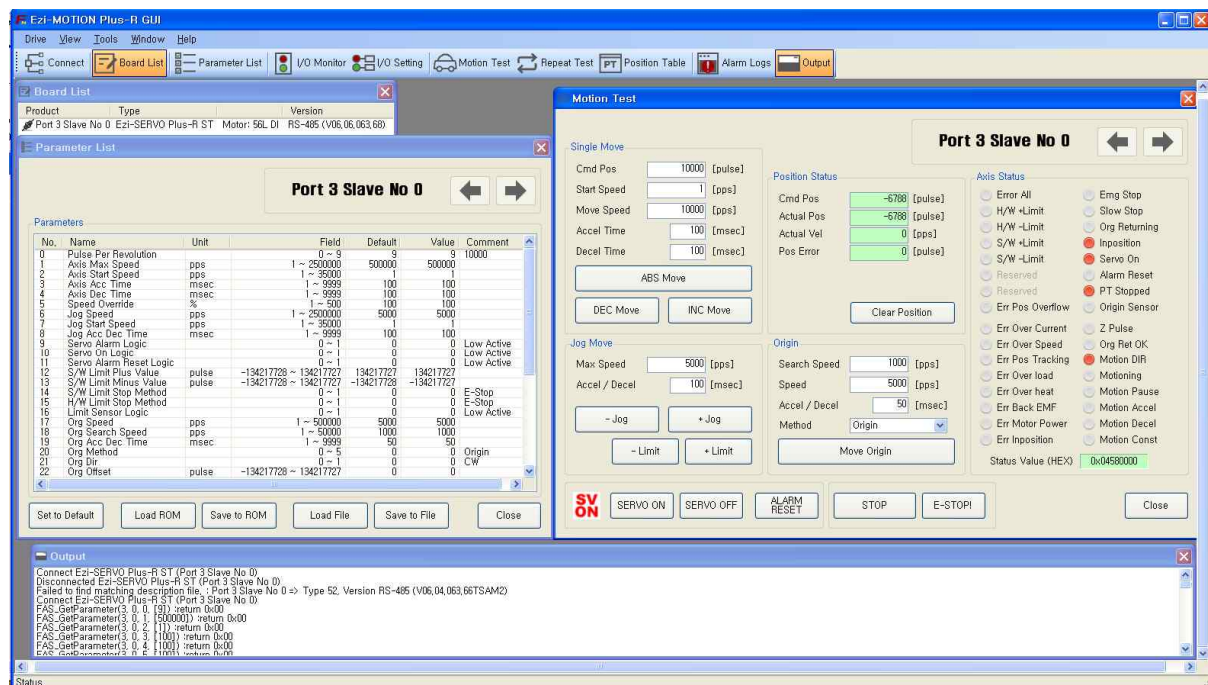 Ezi-MOTION Plus-R GUI
Drive View Tools Window Help
Connect Board List Parameter List I/O Monitor I/O Setting Motion Test Repeat Test PT Position Table Alarm Logs Output
Board List
Product Type Version
Port 3 Slave No 0 Ezi-SERVO Plus-R ST Motor: 56L DI RS-485 (V06,06,063,68)
Parameter List
Port 3 Slave No 0
Parameters
No, Name Unit Field Default Value Comment
0 Pulse Per Revolution 0 ~ 9 9 9 10000
1 Axis Max Speed pps 1 ~ 2500000 500000 500000
2 Axis Start Speed pps 1 ~ 35000 1 1
3 Axis Acc Time msec 1 ~ 9999 100 100
4 Axis Dec Time msec 1 ~ 9999 100 100
5 Speed Override % 1 ~ 500 100 100
6 Jog Speed pps 1 ~ 2500000 5000 5000
7 Jog Start Speed pps 1 ~ 35000 1 1
8 Jog Acc Dec Time msec 1 ~ 9999 100 100
9 Servo Alarm Logic 0 ~ 1 0 0 Low Active
10 Servo On Logic 0 ~ 1 0 0 Low Active
11 Servo Alarm Reset Logic 0 ~ 1 0 0 Low Active
12 S/W Limit Plus Value pulse -134217728 ~ 134217727 134217727 134217727
13 S/W Limit Minus Value pulse -134217728 ~ 134217727 -134217728 -134217727
14 S/W Limit Stop Method 0 ~ 1 0 0 E-Stop
15 H/W Limit Stop Method 0 ~ 1 0 0 E-Stop
16 Limit Sensor Logic 0 ~ 1 0 0 Low Active
17 Org Speed pps 1 ~ 500000 5000 5000
18 Org Search Speed pps 1 ~ 50000 1000 1000
19 Org Acc Dec Time msec 1 ~ 9999 50 50
20 Org Method 0 ~ 5 0 0 Origin
21 Org Dir 0 ~ 1 0 0 CW
22 Org Offset pulse -134217728 ~ 134217727 0 0
Set to Default Load ROM Save to ROM Load File Save to File Close
Motion Test
Port 3 Slave No 0
Single Move
Cmd Pos 10000 [pulse]
Start Speed 1 [pps]
Move Speed 10000 [pps]
Accel Time 100 [msec]
Decel Time 100 [msec]
ABS Move
DEC Move INC Move
Position Status
Cmd Pos -6788 [pulse]
Actual Pos -6788 [pulse]
Actual Vel 0 [pps]
Pos Error 0 [pulse]
Clear Position
Jog Move
Max Speed 5000 [pps]
Accel / Decel 100 [msec]
- Jog + Jog
- Limit + Limit
Origin
Search Speed 1000 [pps]
Speed 5000 [pps]
Accel / Decel 50 [msec]
Method Origin
Move Origin
Axis Status
Error All Emg Stop
H/W +Limit Slow Stop
H/W -Limit Org Returning
S/W +Limit Inposition
S/W -Limit Servo On
Reserved Alarm Reset
Reserved PT Stopped
Err Pos Overflow Origin Sensor
Err Over Current Z Pulse
Err Over Speed Org Ret OK
Err Pos Tracking Motion DIR
Err Over load Motioning
Err Over heat Motion Pause
Err Back EMF Motion Accel
Err Motor Power Motion Decel
Err Inposition Motion Const
Status Value (HEX) 0x04580000
SV ON SERVO ON SERVO OFF ALARM RESET STOP E-STOP! Close
Output
Connect Ezi-SERVO Plus-R ST (Port 3 Slave No 0)
Disconnected Ezi-SERVO Plus-R ST (Port 3 Slave No 0)
Failed to find matching description file, : Port 3 Slave No 0 => Type 52, Version RS-485 (V06,04,063,66TSAM2)
Connect Ezi-SERVO Plus-R ST (Port 3 Slave No 0)
FAS_GetParameter(3, 0, 0, [9]) :return 0x00
FAS_GetParameter(3, 0, 1, [500000]) :return 0x00
FAS_GetParameter(3, 0, 2, [1]) :return 0x00
FAS_GetParameter(3, 0, 3, [100]) :return 0x00
FAS_GetParameter(3, 0, 4, [100]) :return 0x00
FAS_GetParameter(3, 0, 5, [100]) :return 0x00
Status